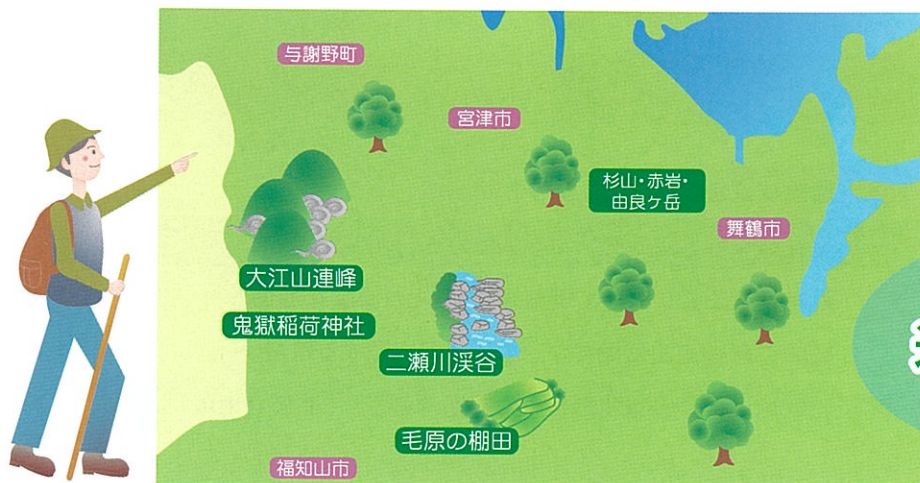 与謝野町
宮津市
杉山・赤岩・
由良ヶ岳
舞鶴市
大江山連峰
鬼獄稲荷神社
二瀬川渓谷
毛原の棚田
福知山市